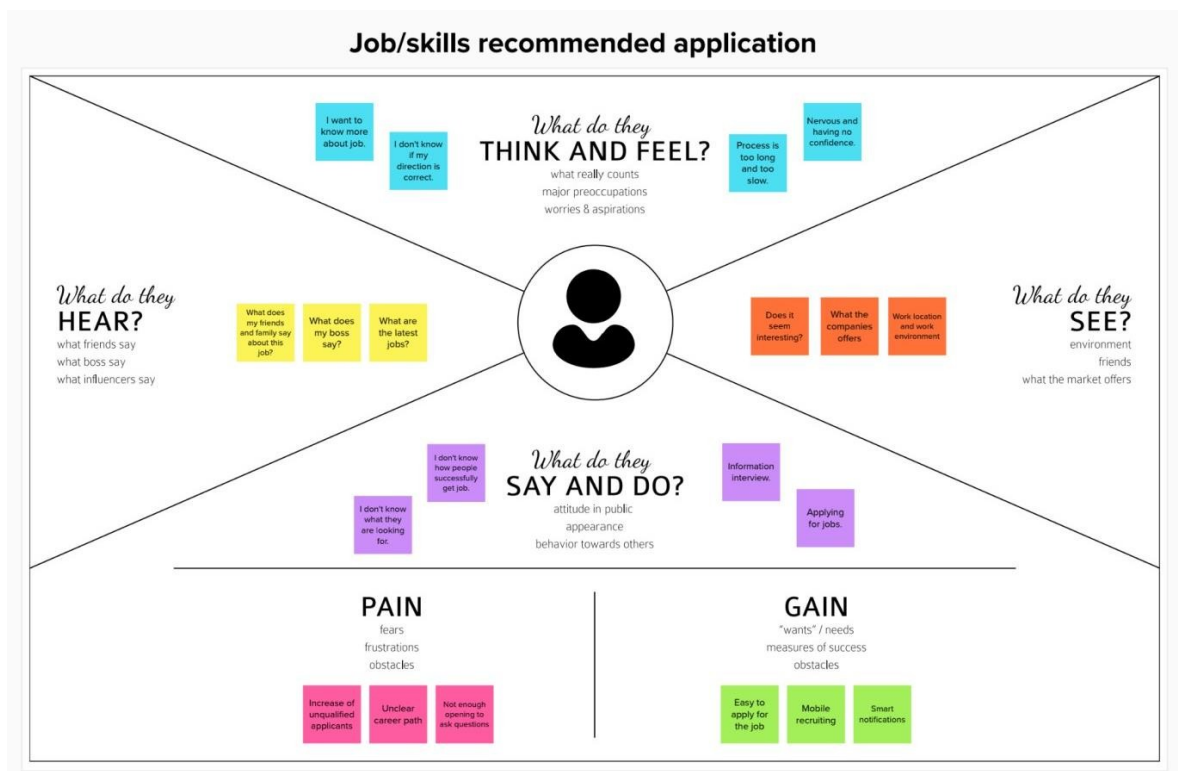 Job/skills recommended application
I want to
know more
about job.
I don't know
if my
direction is
correct.
What do they
THINK AND FEEL?
what really counts
major preoccupations
worries & aspirations
Process is
too long
and too
slow.
Nervous and
having no
confidence.
What do they
HEAR?
what friends say
what boss say
what influencers say
What does
my friends
and family say
about this
job?
What does
my boss
say?
What are
the latest
jobs?
Does it
seem
interesting?
What the
companies
offers
Work location
and work
environment
What do they
SEE?
environment
friends
what the market offers
I don't know
how people
successfully
get job.
I don't know
what they
are looking
for.
What do they
SAY AND DO?
attitude in public
appearance
behavior towards others
Information
interview.
Applying
for jobs.
PAIN
fears
frustrations
obstacles
Increase of
unqualified
applicants
Unclear
career path
Not enough
opening to
ask questions
GAIN
"wants" / needs
measures of success
obstacles
Easy to
apply for
the job
Mobile
recruiting
Smart
notifications